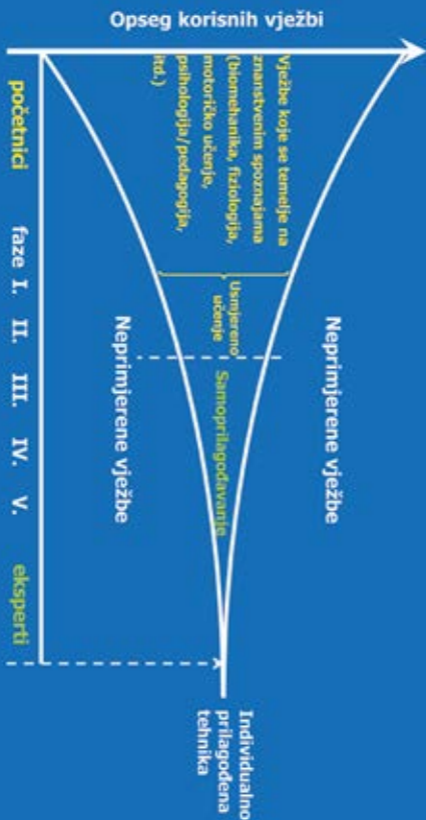 Opseg korisnih vježbi
Vježbe koje se temelje na
znanstvenim spoznajama
(biomehanika, fiziologija,
motoričko učenje,
psihologija/pedagogija,
itd.)
Usmjereno
učenje
Samoprilagođavanje
Neprimjerene vježbe
Neprimjerene vježbe
Individualno
prilagođena
tehnika
početnici faze I. II. III. IV. V. eksperti